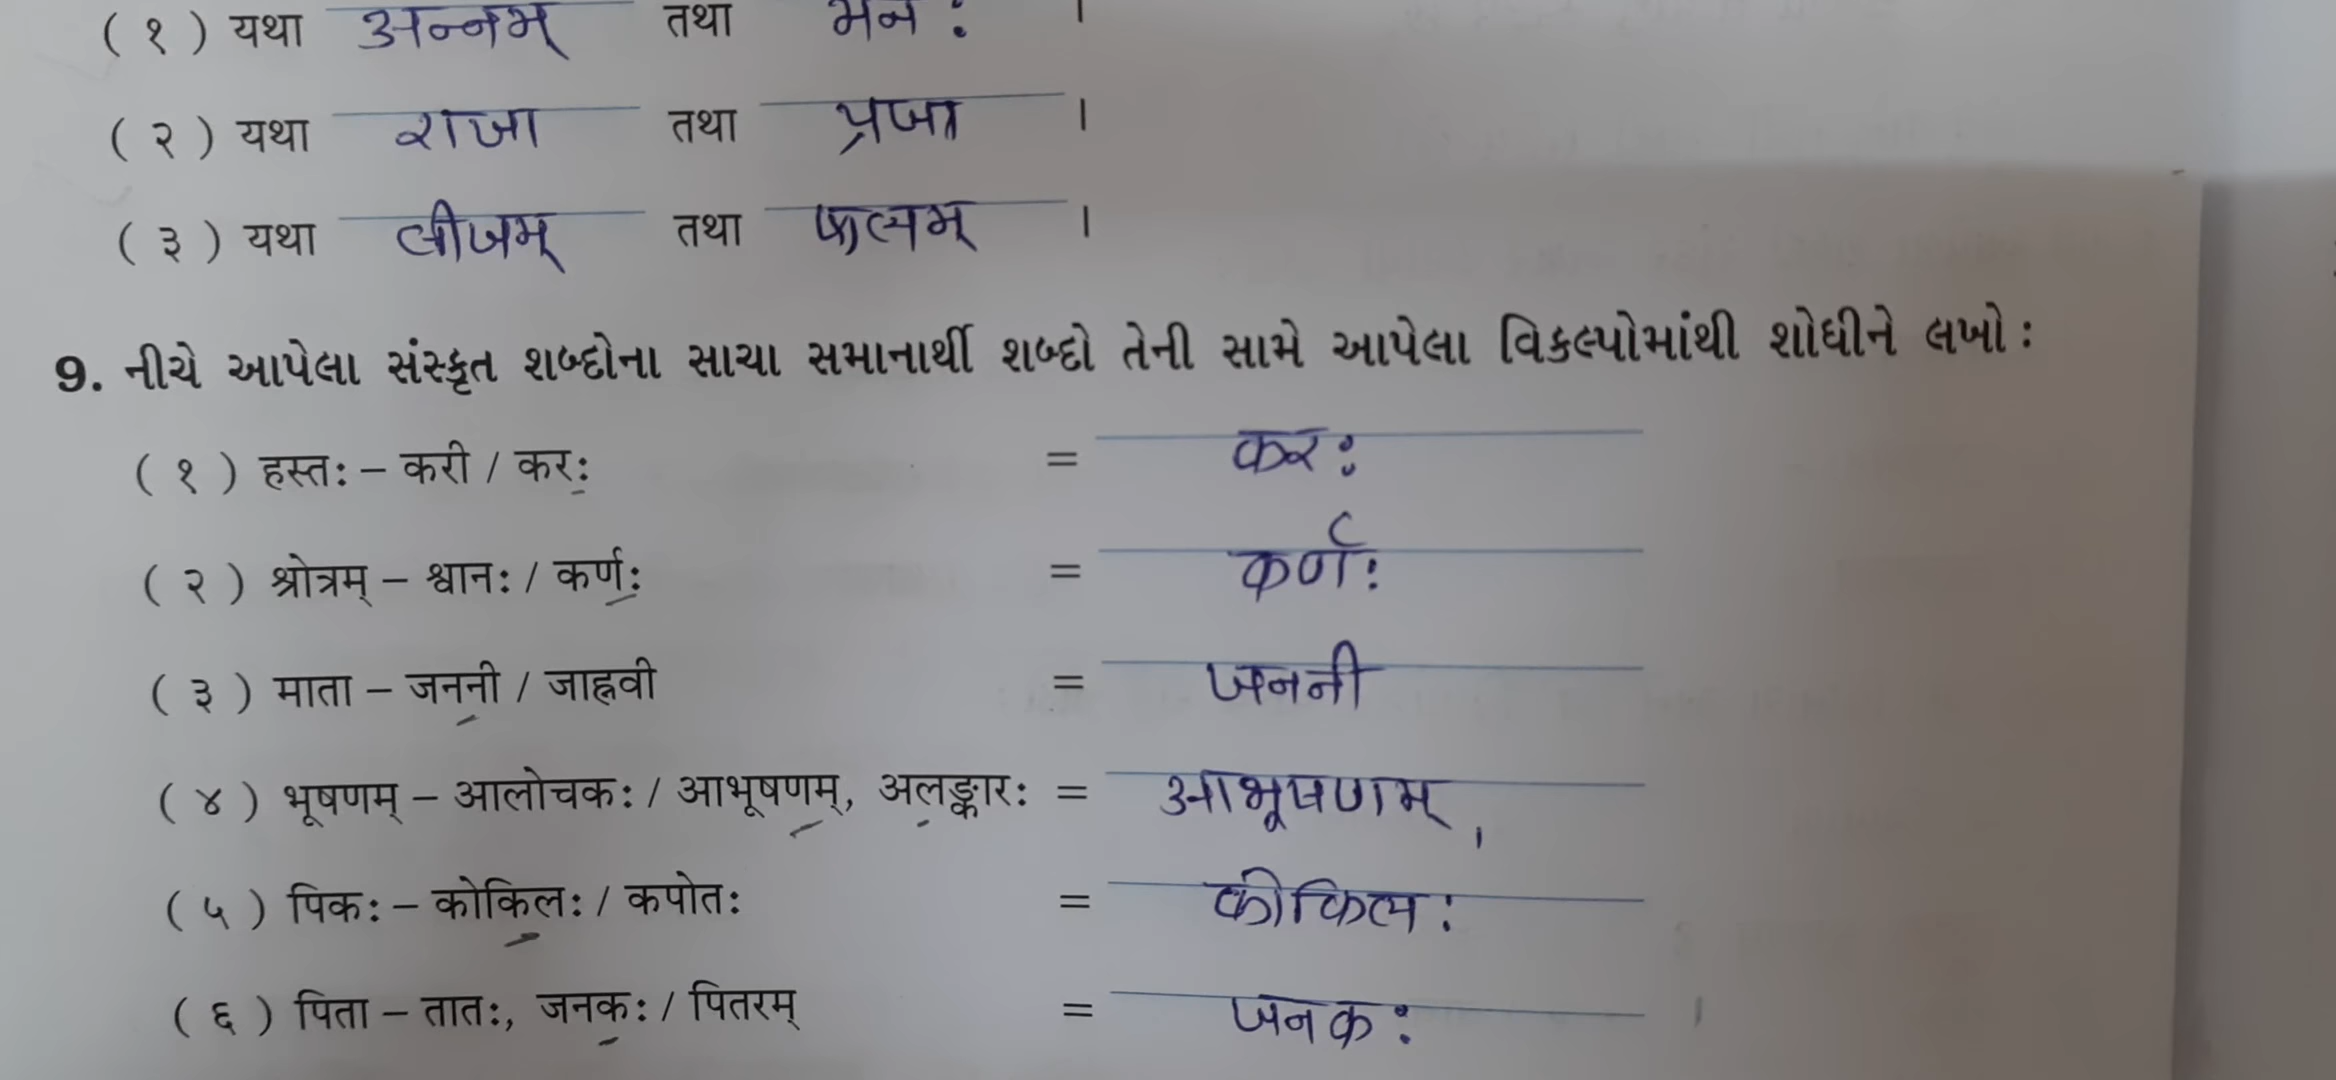 (१) यथा अन्नम् तथा मन: ।
(२) यथा राजा तथा प्रजा ।
(३) यथा बीजम् तथा फलम् ।
9. નીચે આપેલા સંસ્કૃત શબ્દોના સાચા સમાનાર્થી શબ્દો તેની સામે આપેલા વિકલ્પોમાંથી શોધીને લખો :
(१) हस्तः – करी / करः = करः
(२) श्रोत्रम् – श्वानः / कर्णः = कर्णः
(३) माता – जननी / जाह्नवी = जननी
(४) भूषणम् – आलोचकः / आभूषणम्, अलङ्कारः = आभूषणम्,
(५) पिकः – कोकिलः / कपोतः = कोकिलः
(६) पिता – तातः, जनकः / पितरम् = जनकः